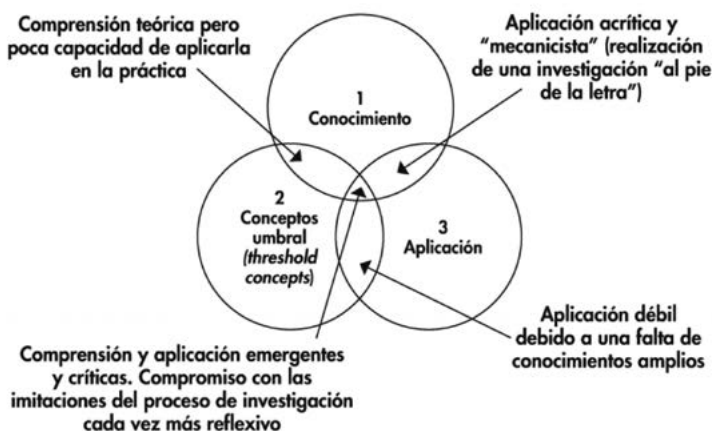 Comprensión teórica pero
poca capacidad de aplicarla
en la práctica
Aplicación acrítica y
“mecanicista” (realización
de una investigación “al pie
de la letra”)
1
Conocimiento
2
Conceptos
umbral
(threshold
concepts)
3
Aplicación
Aplicación débil
debido a una falta de
conocimientos amplios
Comprensión y aplicación emergentes
y críticas. Compromiso con las
imitaciones del proceso de investigación
cada vez más reflexivo